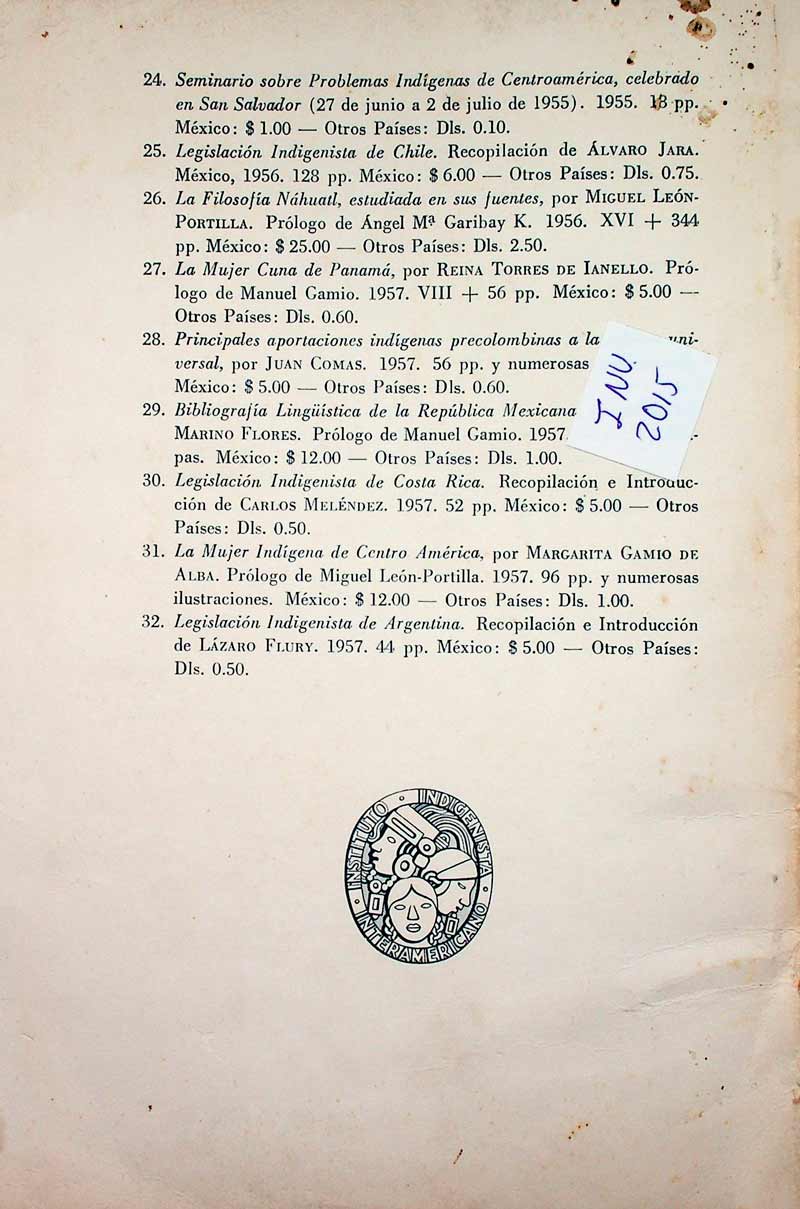 24. Seminario sobre Problemas Indígenas de Centroamérica, celebrado
en San Salvador (27 de junio a 2 de julio de 1955). 1955. pp.
México: $ 1.00 — Otros Países: Dls. 0.10.
25. Legislación Indigenista de Chile. Recopilación de ÁLVARO JARA.
México, 1956. 128 pp. México: $ 6.00 — Otros Países: Dls. 0.75.
26. La Filosofía Náhuatl, estudiada en sus fuentes, por MIGUEL LEÓN-
PORTILLA. Prólogo de Ángel Mª Garibay K. 1956. XVI + 344
pp. México: $ 25.00 — Otros Países: Dls. 2.50.
27. La Mujer Cuna de Panamá, por REINA TORRES DE IANELLO. Pró-
logo de Manuel Gamio. 1957. VIII + 56 pp. México: $ 5.00 —
Otros Países: Dls. 0.60.
28. Principales aportaciones indígenas precolombinas a la uni-
versal, por JUAN COMAS. 1957. 56 pp. y numerosas
México: $ 5.00 — Otros Países: Dls. 0.60.
29. Bibliografía Lingüística de la República Mexicana
MARINO FLORES. Prólogo de Manuel Gamio. 1957.
pas. México: $ 12.00 — Otros Países: Dls. 1.00.
30. Legislación Indigenista de Costa Rica. Recopilación e Introduc-
ción de CARLOS MELÉNDEZ. 1957. 52 pp. México: $ 5.00 — Otros
Países: Dls. 0.50.
31. La Mujer Indígena de Centro América, por MARGARITA GAMIO DE
ALBA. Prólogo de Miguel León-Portilla. 1957. 96 pp. y numerosas
ilustraciones. México: $ 12.00 — Otros Países: Dls. 1.00.
32. Legislación Indigenista de Argentina. Recopilación e Introducción
de LÁZARO FLURY. 1957. 44 pp. México: $ 5.00 — Otros Países:
Dls. 0.50.
INV
2015
INSTITUTO INDIGENISTA
INTERAMERICANO